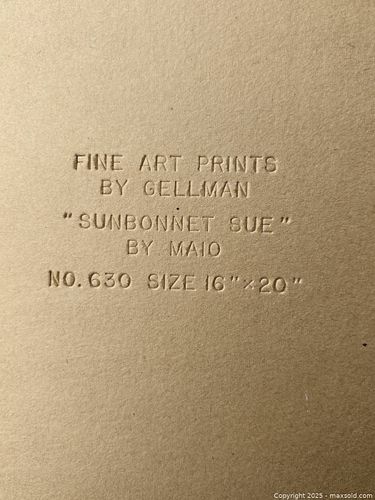 FINE ART PRINTS
BY GELLMAN
"SUNBONNET SUE"
BY MAIO
NO. 630 SIZE 16"×20"
Copyright © 2025 - maxsold.com